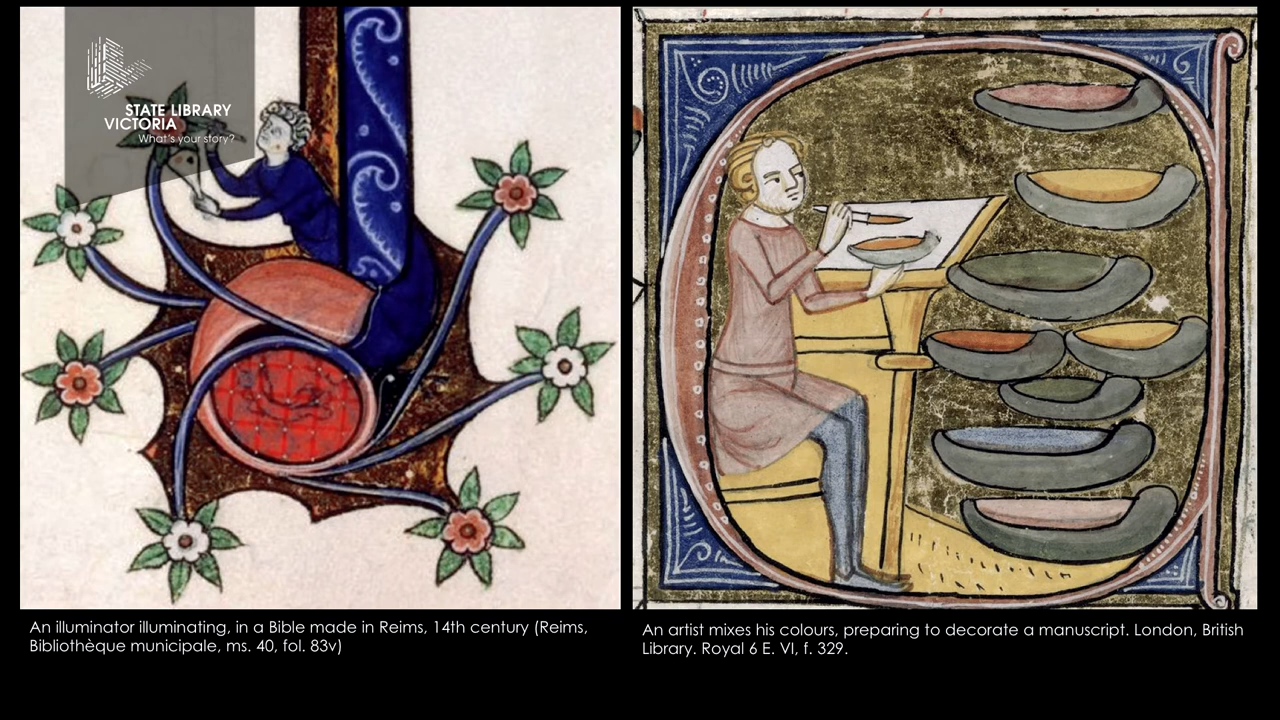 STATE LIBRARY
VICTORIA
What's your story?
An illuminator illuminating, in a Bible made in Reims, 14th century (Reims,
Bibliothèque municipale, ms. 40, fol. 83v)
An artist mixes his colours, preparing to decorate a manuscript. London, British
Library. Royal 6 E. VI, f. 329.